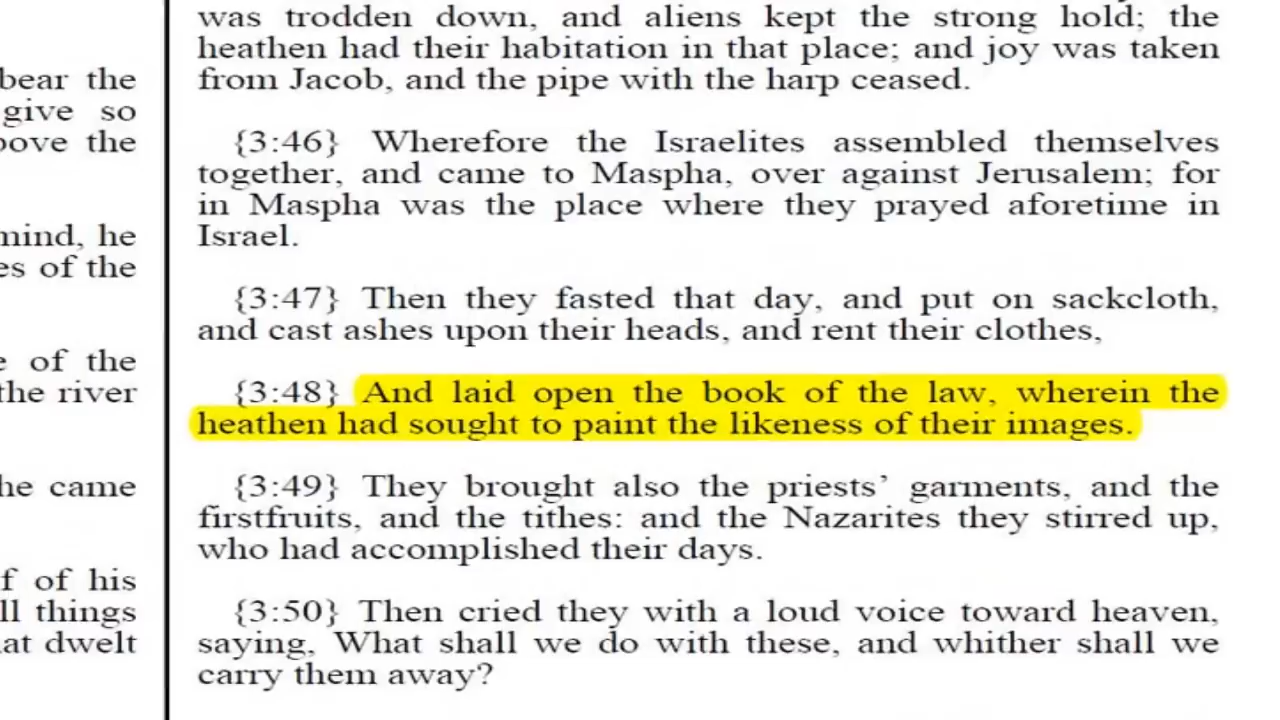 bear the
give so
the
mind, he
of the
of the
the river
he came
of his
things
dwelt
was trodden down, and aliens kept the strong hold; the
heathen had their habitation in that place; and joy was taken
from Jacob, and the pipe with the harp ceased.
{3:46} Wherefore the Israelites assembled themselves
together, and came to Maspha, over against Jerusalem; for
in Maspha was the place where they prayed aforetime in
Israel.
{3:47} Then they fasted that day, and put on sackcloth,
and cast ashes upon their heads, and rent their clothes,
{3:48} And laid open the book of the law, wherein the
heathen had sought to paint the likeness of their images.
{3:49} They brought also the priests’ garments, and the
firstfruits, and the tithes: and the Nazarites they stirred up,
who had accomplished their days.
{3:50} Then cried they with a loud voice toward heaven,
saying, What shall we do with these, and whither shall we
carry them away?